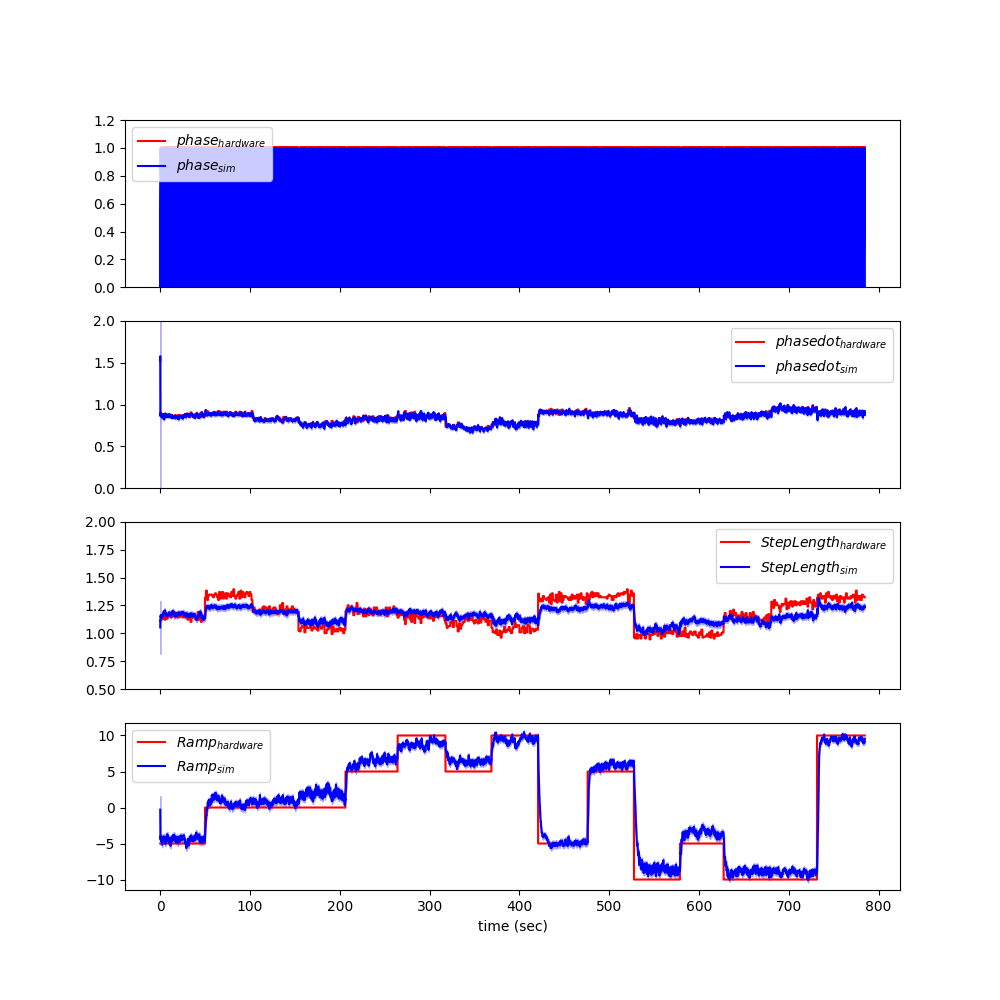 1.2
1.0
0.8
0.6
0.4
0.2
0.0
phase_hardware
phase_sim
2.0
1.5
1.0
0.5
0.0
phasedot_hardware
phasedot_sim
2.00
1.75
1.50
1.25
1.00
0.75
0.50
StepLength_hardware
StepLength_sim
10
5
0
−5
−10
Ramp_hardware
Ramp_sim
0 100 200 300 400 500 600 700 800
time (sec)